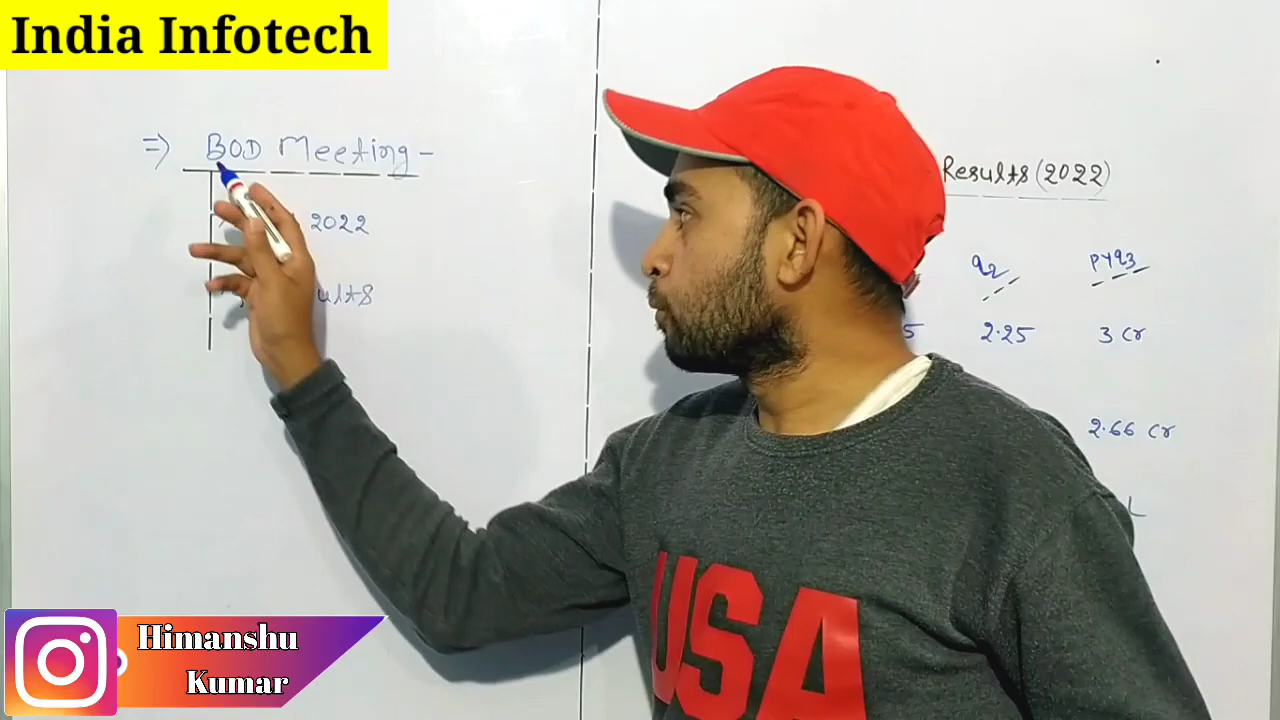 India Infotech
=> BOD Meeting -
2022
Results (2022)
q2 PYq3
5 2.25 3 Cr
2.66 Cr
L
USA
Himanshu
Kumar